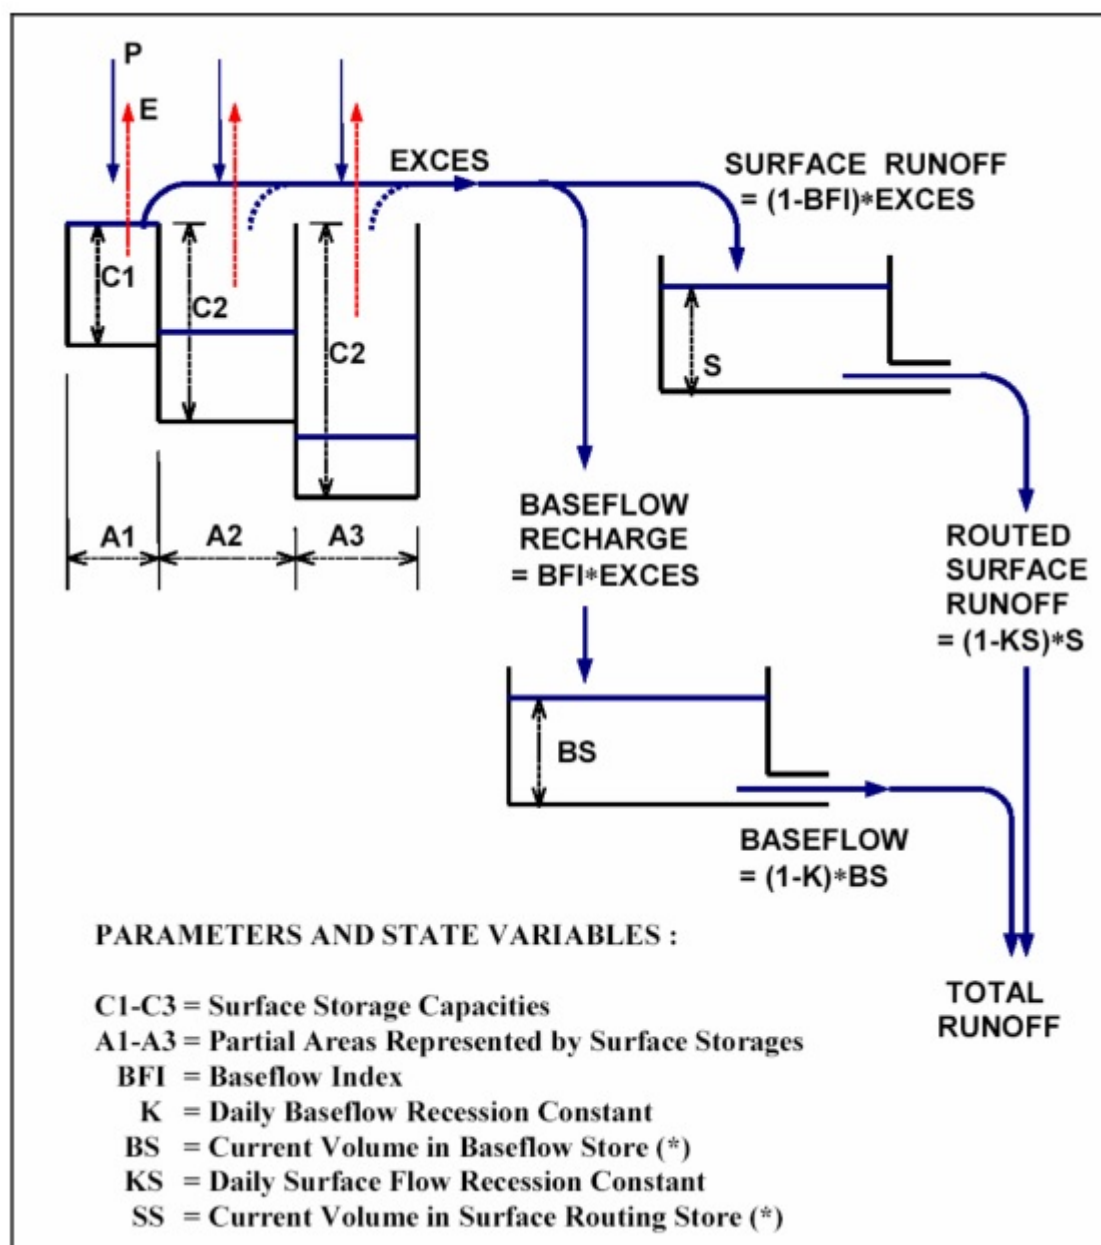 P
E
EXCES
SURFACE RUNOFF
= (1-BFI)*EXCES
C1
C2
C2
S
A1
A2
A3
BASEFLOW
RECHARGE
= BFI*EXCES
ROUTED
SURFACE
RUNOFF
= (1-KS)*S
BS
BASEFLOW
= (1-K)*BS
TOTAL
RUNOFF
PARAMETERS AND STATE VARIABLES :
C1-C3 = Surface Storage Capacities
A1-A3 = Partial Areas Represented by Surface Storages
BFI = Baseflow Index
K = Daily Baseflow Recession Constant
BS = Current Volume in Baseflow Store (*)
KS = Daily Surface Flow Recession Constant
SS = Current Volume in Surface Routing Store (*)